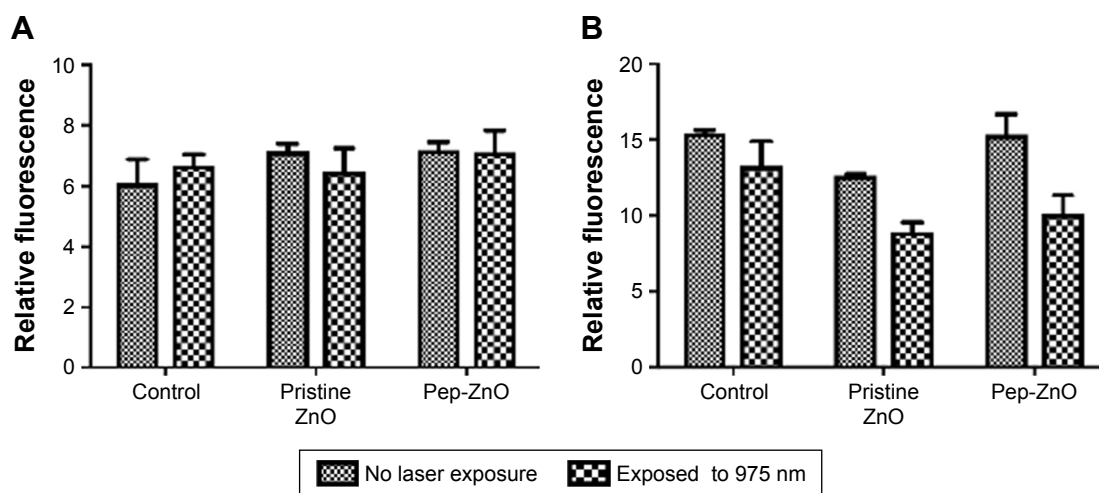 A
Relative fluorescence
10
8
6
4
2
0
Control
Pristine
ZnO
Pep-ZnO
B
Relative fluorescence
20
15
10
5
0
Control
Pristine
ZnO
Pep-ZnO
No laser exposure
Exposed to 975 nm